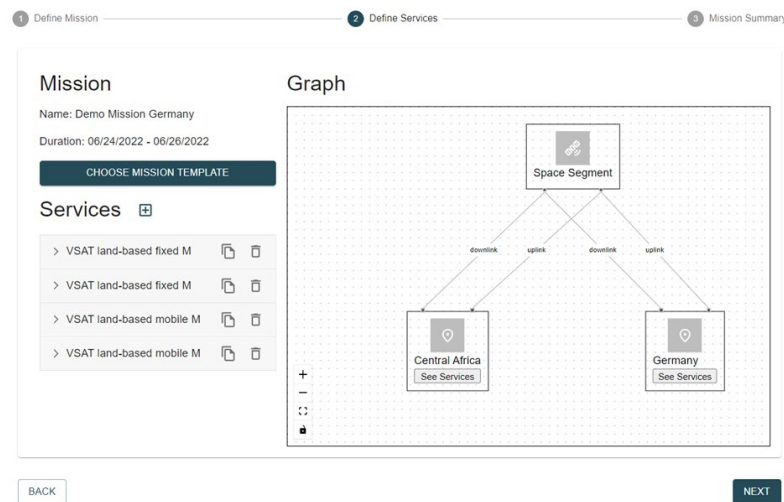 1 Define Mission
2 Define Services
3 Mission Summary
Mission
Name: Demo Mission Germany
Duration: 06/24/2022 - 06/26/2022
CHOOSE MISSION TEMPLATE
Services
VSAT land-based fixed M
VSAT land-based fixed M
VSAT land-based mobile M
VSAT land-based mobile M
Graph
Space Segment
downlink uplink downlink uplink
Central Africa
See Services
Germany
See Services
BACK
NEXT